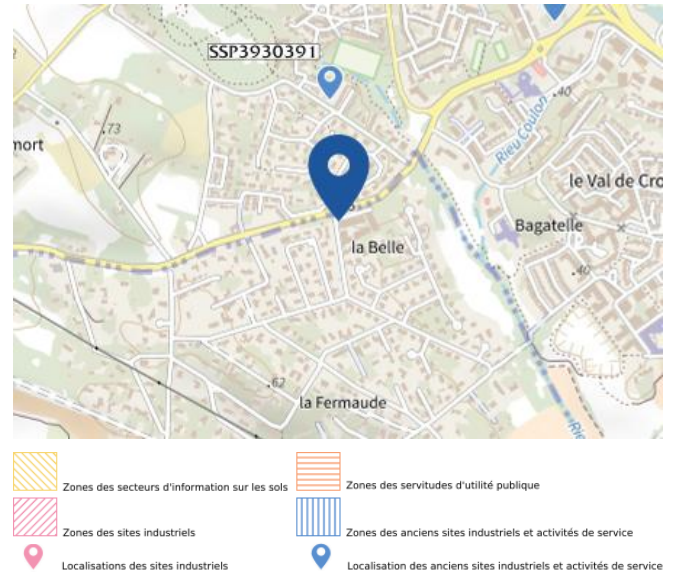 SSP3930391
40
73
mort
Rieu Coulon
le Val de Cro
Bagatelle
la Belle
.40
.62
la Fermaude
Zones des secteurs d'information sur les sols
Zones des servitudes d'utilité publique
Zones des sites industriels
Zones des anciens sites industriels et activités de service
Localisations des sites industriels
Localisation des anciens sites industriels et activités de service